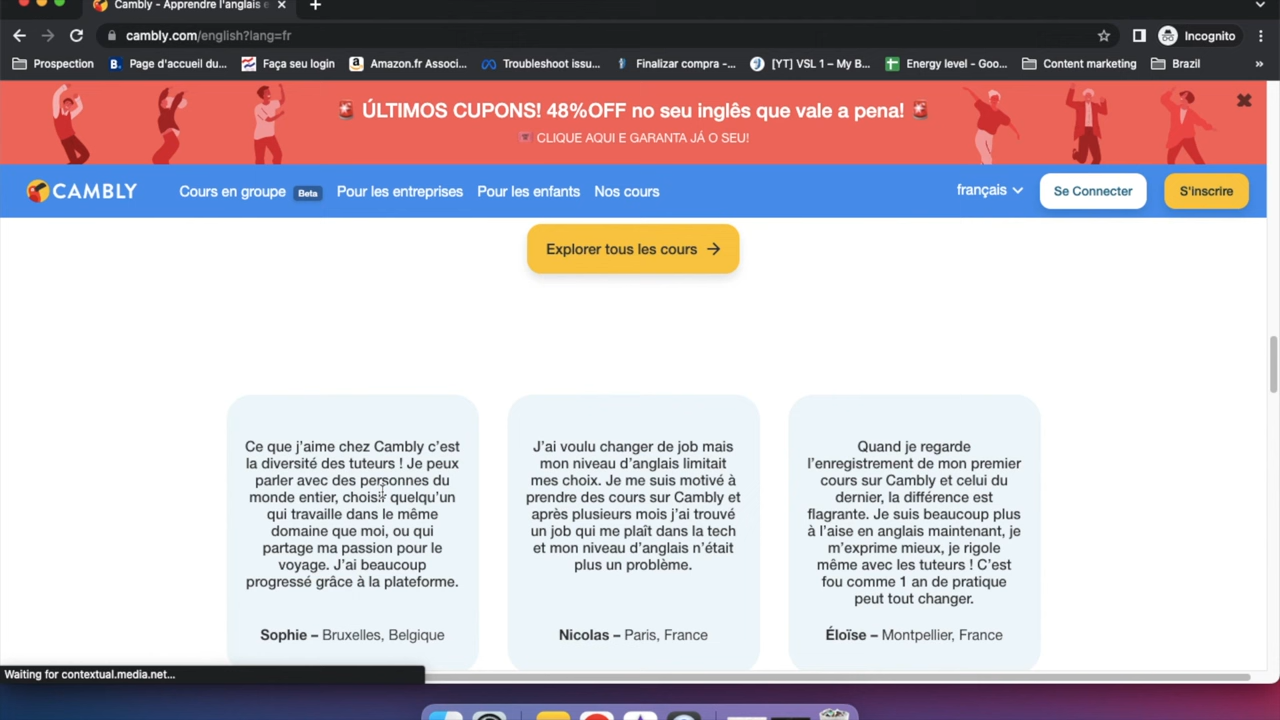 Cambly - Apprendre l'anglais e
cambly.com/english?lang=fr
Incognito
Prospection
Page d'accueil du...
Faça seu login
Amazon.fr Associ...
Troubleshoot issu...
Finalizar compra -...
[YT] VSL 1 – My B...
Energy level - Goo...
Content marketing
Brazil
»
ÚLTIMOS CUPONS! 48%OFF no seu inglês que vale a pena!
CLIQUE AQUI E GARANTA JÁ O SEU!
CAMBLY
Cours en groupe Beta
Pour les entreprises
Pour les enfants
Nos cours
français
Se Connecter
S'inscrire
Explorer tous les cours →
Ce que j'aime chez Cambly c'est
la diversité des tuteurs ! Je peux
parler avec des personnes du
monde entier, choisir quelqu'un
qui travaille dans le même
domaine que moi, ou qui
partage ma passion pour le
voyage. J'ai beaucoup
progressé grâce à la plateforme.
Sophie – Bruxelles, Belgique
J'ai voulu changer de job mais
mon niveau d'anglais limitait
mes choix. Je me suis motivé à
prendre des cours sur Cambly et
après plusieurs mois j'ai trouvé
un job qui me plaît dans la tech
et mon niveau d'anglais n'était
plus un problème.
Nicolas – Paris, France
Quand je regarde
l'enregistrement de mon premier
cours sur Cambly et celui du
dernier, la différence est
flagrante. Je suis beaucoup plus
à l'aise en anglais maintenant, je
m'exprime mieux, je rigole
même avec les tuteurs ! C'est
fou comme 1 an de pratique
peut tout changer.
Éloïse – Montpellier, France
Waiting for contextual.media.net...